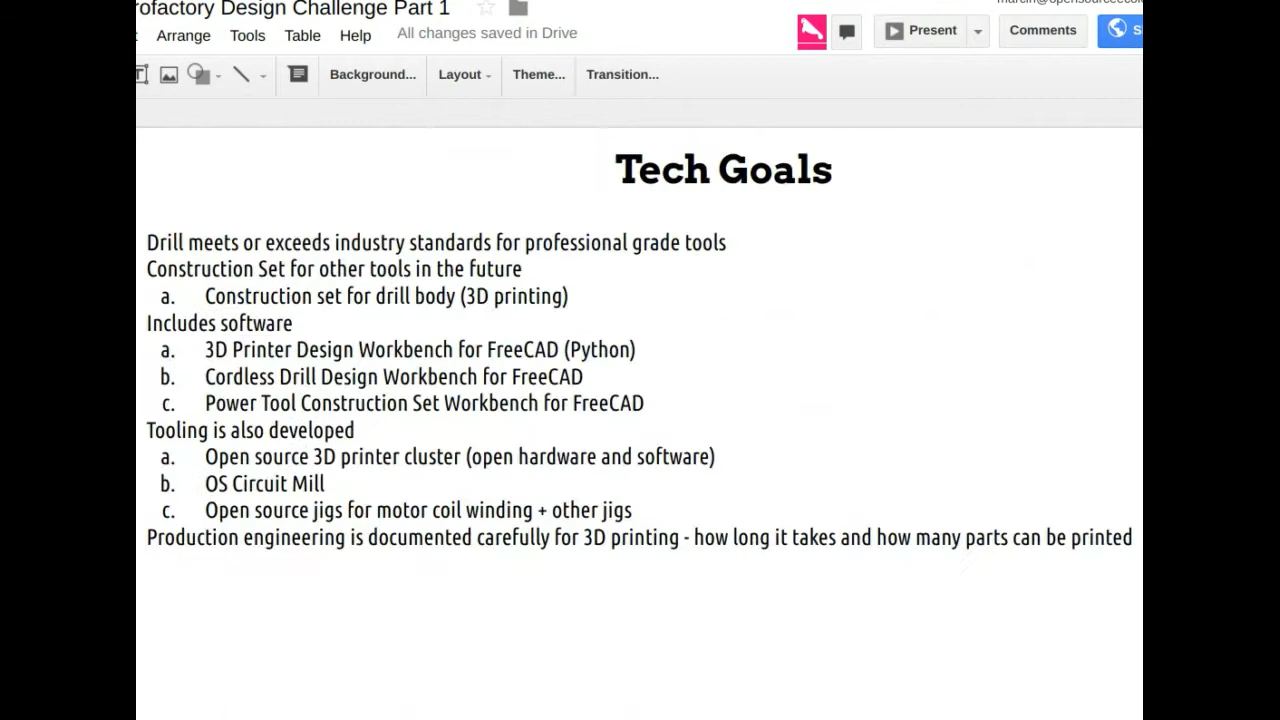 rofactory Design Challenge Part 1
Arrange Tools Table Help All changes saved in Drive
Present Comments S
Background... Layout Theme... Transition...
Tech Goals
Drill meets or exceeds industry standards for professional grade tools
Construction Set for other tools in the future
a. Construction set for drill body (3D printing)
Includes software
a. 3D Printer Design Workbench for FreeCAD (Python)
b. Cordless Drill Design Workbench for FreeCAD
c. Power Tool Construction Set Workbench for FreeCAD
Tooling is also developed
a. Open source 3D printer cluster (open hardware and software)
b. OS Circuit Mill
c. Open source jigs for motor coil winding + other jigs
Production engineering is documented carefully for 3D printing - how long it takes and how many parts can be printed